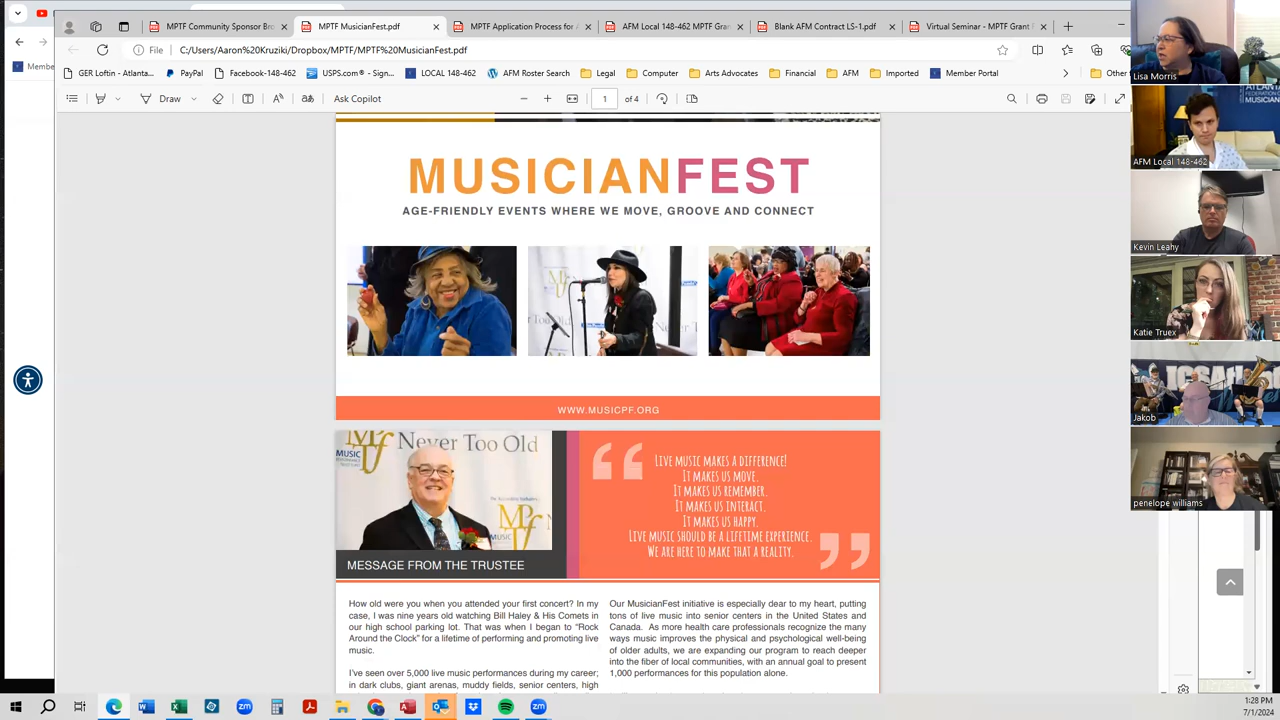 MPTF Community Sponsor Bro
MPTF MusicianFest.pdf
MPTF Application Process for A
AFM Local 148-462 MPTF Gran
Blank AFM Contract LS-1.pdf
Virtual Seminar - MPTF Grant P
File
C:/Users/Aaron%20Kruziki/Dropbox/MPTF/MPTF%20MusicianFest.pdf
Membe
GER Loftin - Atlanta...
PayPal
Facebook-148-462
USPS.com® - Sign...
LOCAL 148-462
AFM Roster Search
Legal
Computer
Arts Advocates
Financial
AFM
Imported
Member Portal
Other
Draw
Ask Copilot
1 of 4
MUSICIANFEST
AGE-FRIENDLY EVENTS WHERE WE MOVE, GROOVE AND CONNECT
WWW.MUSICPF.ORG
Never Too Old
MUSIC
MESSAGE FROM THE TRUSTEE
LIVE MUSIC MAKES A DIFFERENCE!
IT MAKES US MOVE.
IT MAKES US REMEMBER.
IT MAKES US INTERACT.
IT MAKES US HAPPY.
LIVE MUSIC SHOULD BE A LIFETIME EXPERIENCE.
WE ARE HERE TO MAKE THAT A REALITY.
How old were you when you attended your first concert? In my
case, I was nine years old watching Bill Haley & His Comets in
our high school parking lot. That was when I began to “Rock
Around the Clock” for a lifetime of performing and promoting live
music.
I’ve seen over 5,000 live music performances during my career;
in dark clubs, giant arenas, muddy fields, senior centers, high
Our MusicianFest initiative is especially dear to my heart, putting
tons of live music into senior centers in the United States and
Canada. As more health care professionals recognize the many
ways music improves the physical and psychological well-being
of older adults, we are expanding our program to reach deeper
into the fiber of local communities, with an annual goal to present
1,000 performances for this population alone.
Lisa Morris
ATLANTA
FEDERATION OF
MUSICIANS
AFM Local 148-462
Kevin Leahy
Katie Truex
Jakob
penelope williams
1:28 PM
7/1/2024